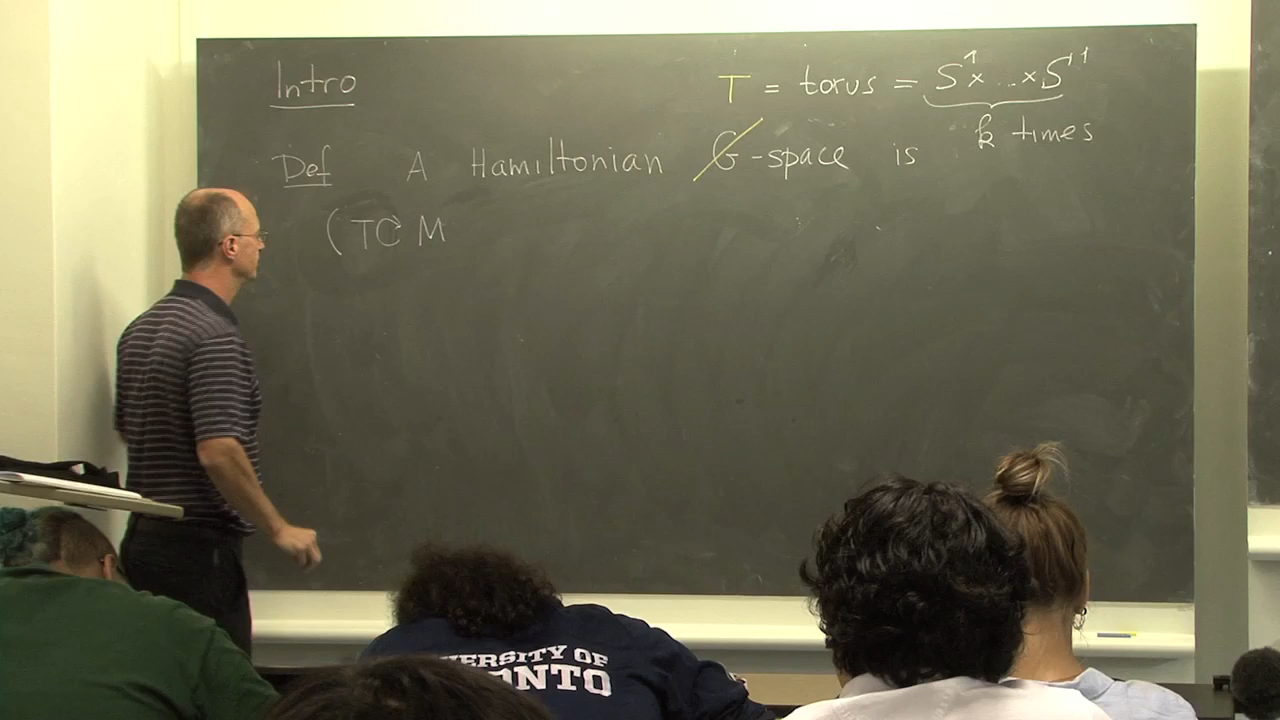 Intro
T = torus = S¹ × ... × S¹
k times
Def A Hamiltonian G-space is
(T↻M
UNIVERSITY OF
TORONTO